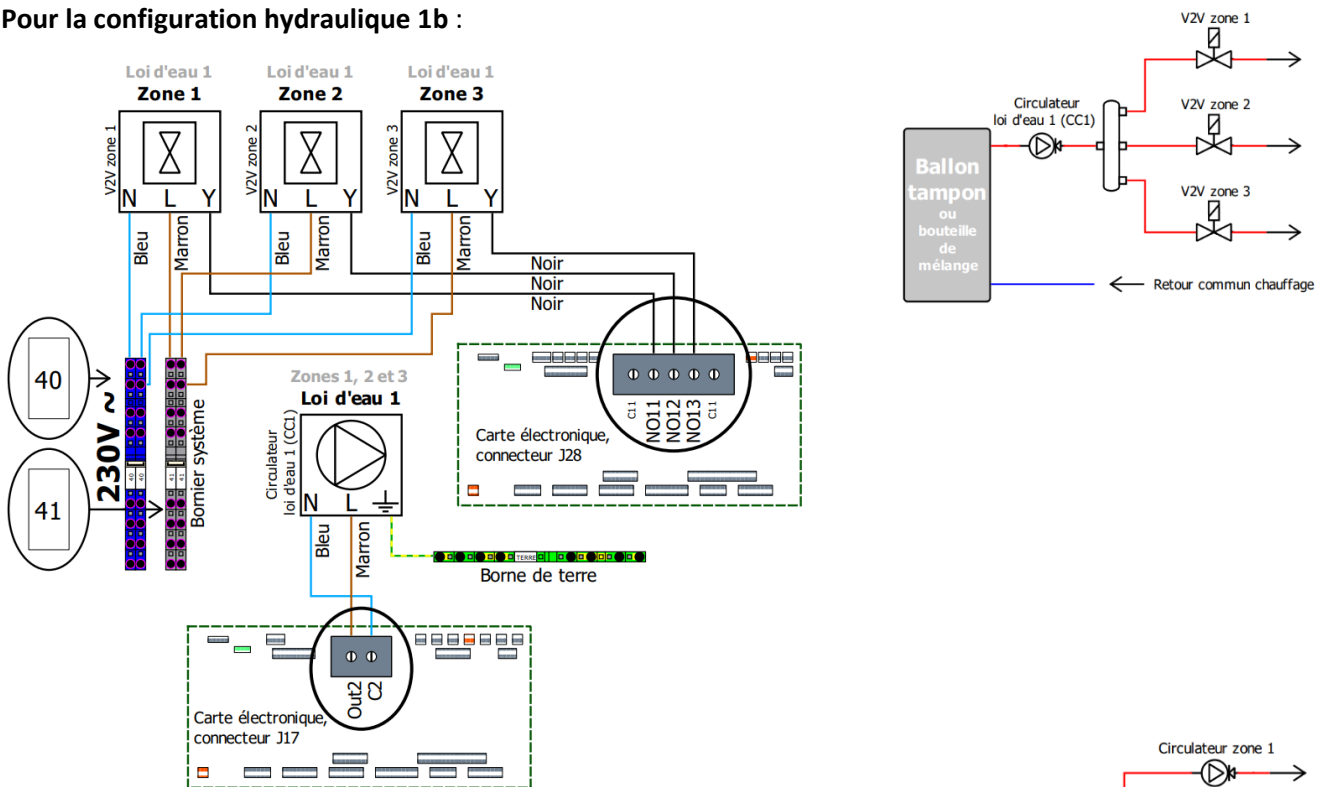 Pour la configuration hydraulique 1b :
Loi d'eau 1
Zone 1
Loi d'eau 1
Zone 2
Loi d'eau 1
Zone 3
V2V zone 1
N L Y
V2V zone 2
N L Y
V2V zone 3
N L Y
Bleu
Marron
Bleu
Marron
Bleu
Marron
Noir
Noir
Noir
40
41
230V ~
40 40
41 41
Bornier système
Zones 1, 2 et 3
Loi d'eau 1
Circulateur
loi d'eau 1 (CC1)
N L
Bleu
Marron
C11
NO11
NO12
NO13
C11
Carte électronique,
connecteur J28
TERRE
Borne de terre
Out2
C2
Carte électronique,
connecteur J17
V2V zone 1
Circulateur
loi d'eau 1 (CC1)
V2V zone 2
V2V zone 3
Ballon
tampon
ou
bouteille
de
mélange
Retour commun chauffage
Circulateur zone 1